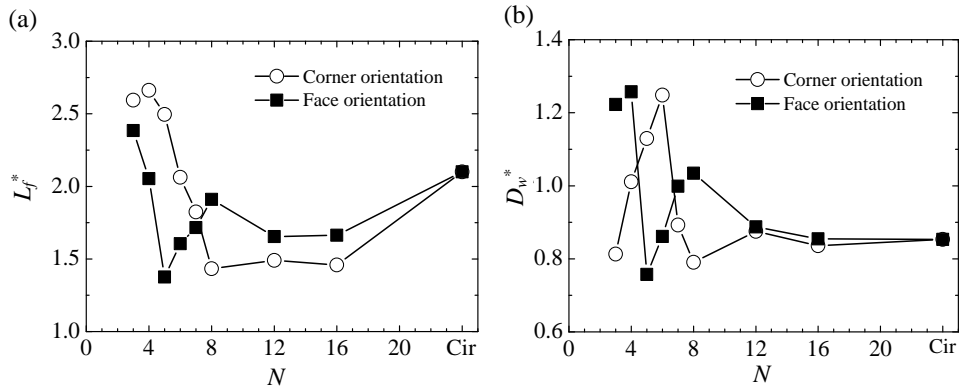 (a)
3.0
2.5
2.0
1.5
1.0
L_f^*
Corner orientation
Face orientation
0 4 8 12 16 20 Cir
N
(b)
1.4
1.2
1.0
0.8
0.6
D_w^*
Corner orientation
Face orientation
0 4 8 12 16 20 Cir
N